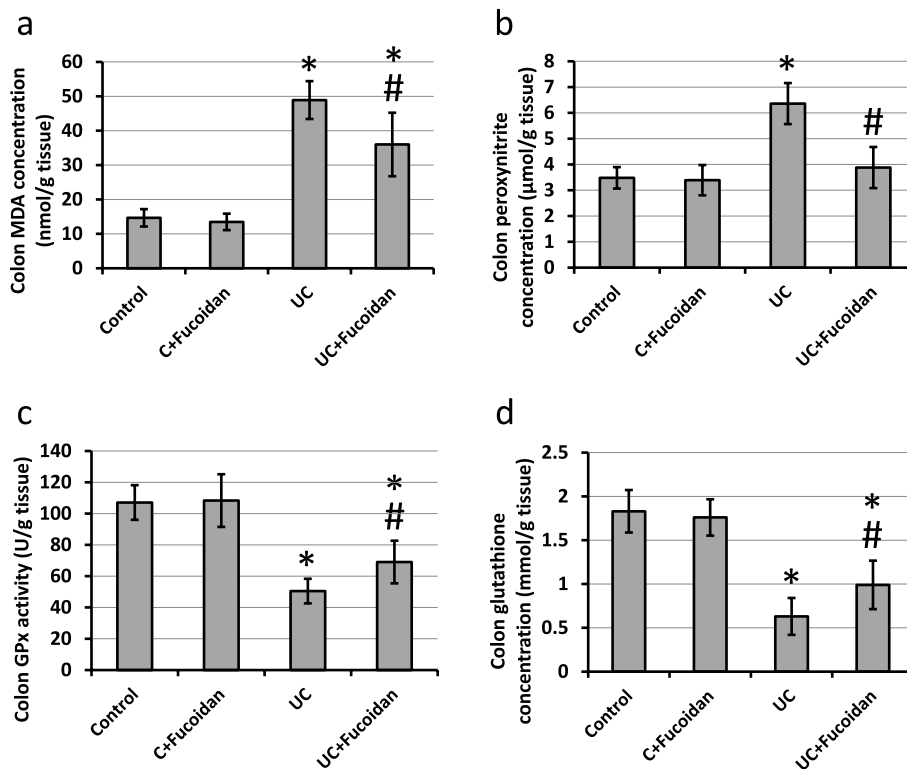 a
Colon MDA concentration
(nmol/g tissue)
60
50
40
30
20
10
0
*
*
#
Control
C+Fucoidan
UC
UC+Fucoidan
b
Colon peroxynitrite
concentration (µmol/g tissue)
8
7
6
5
4
3
2
1
0
*
#
Control
C+Fucoidan
UC
UC+Fucoidan
c
Colon GPx activity (U/g tissue)
140
120
100
80
60
40
20
0
*
*
#
Control
C+Fucoidan
UC
UC+Fucoidan
d
Colon glutathione
concentration (mmol/g tissue)
2.5
2
1.5
1
0.5
0
*
*
#
Control
C+Fucoidan
UC
UC+Fucoidan